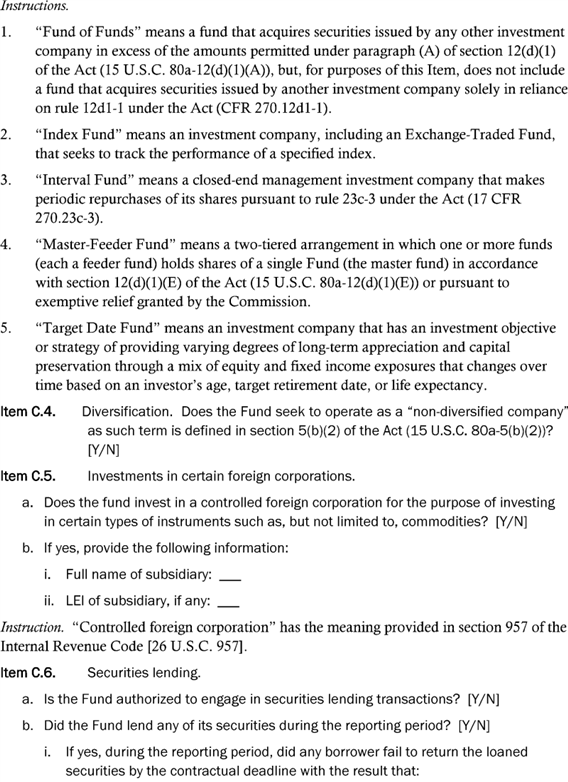 Instructions.
1. “Fund of Funds” means a fund that acquires securities issued by any other investment
company in excess of the amounts permitted under paragraph (A) of section 12(d)(1)
of the Act (15 U.S.C. 80a-12(d)(1)(A)), but, for purposes of this Item, does not include
a fund that acquires securities issued by another investment company solely in reliance
on rule 12d1-1 under the Act (CFR 270.12d1-1).
2. “Index Fund” means an investment company, including an Exchange-Traded Fund,
that seeks to track the performance of a specified index.
3. “Interval Fund” means a closed-end management investment company that makes
periodic repurchases of its shares pursuant to rule 23c-3 under the Act (17 CFR
270.23c-3).
4. “Master-Feeder Fund” means a two-tiered arrangement in which one or more funds
(each a feeder fund) holds shares of a single Fund (the master fund) in accordance
with section 12(d)(1)(E) of the Act (15 U.S.C. 80a-12(d)(1)(E)) or pursuant to
exemptive relief granted by the Commission.
5. “Target Date Fund” means an investment company that has an investment objective
or strategy of providing varying degrees of long-term appreciation and capital
preservation through a mix of equity and fixed income exposures that changes over
time based on an investor’s age, target retirement date, or life expectancy.
Item C.4. Diversification. Does the Fund seek to operate as a “non-diversified company”
as such term is defined in section 5(b)(2) of the Act (15 U.S.C. 80a-5(b)(2))?
[Y/N]
Item C.5. Investments in certain foreign corporations.
a. Does the fund invest in a controlled foreign corporation for the purpose of investing
in certain types of instruments such as, but not limited to, commodities? [Y/N]
b. If yes, provide the following information:
i. Full name of subsidiary: ___
ii. LEI of subsidiary, if any: ___
Instruction. “Controlled foreign corporation” has the meaning provided in section 957 of the
Internal Revenue Code [26 U.S.C. 957].
Item C.6. Securities lending.
a. Is the Fund authorized to engage in securities lending transactions? [Y/N]
b. Did the Fund lend any of its securities during the reporting period? [Y/N]
i. If yes, during the reporting period, did any borrower fail to return the loaned
securities by the contractual deadline with the result that: